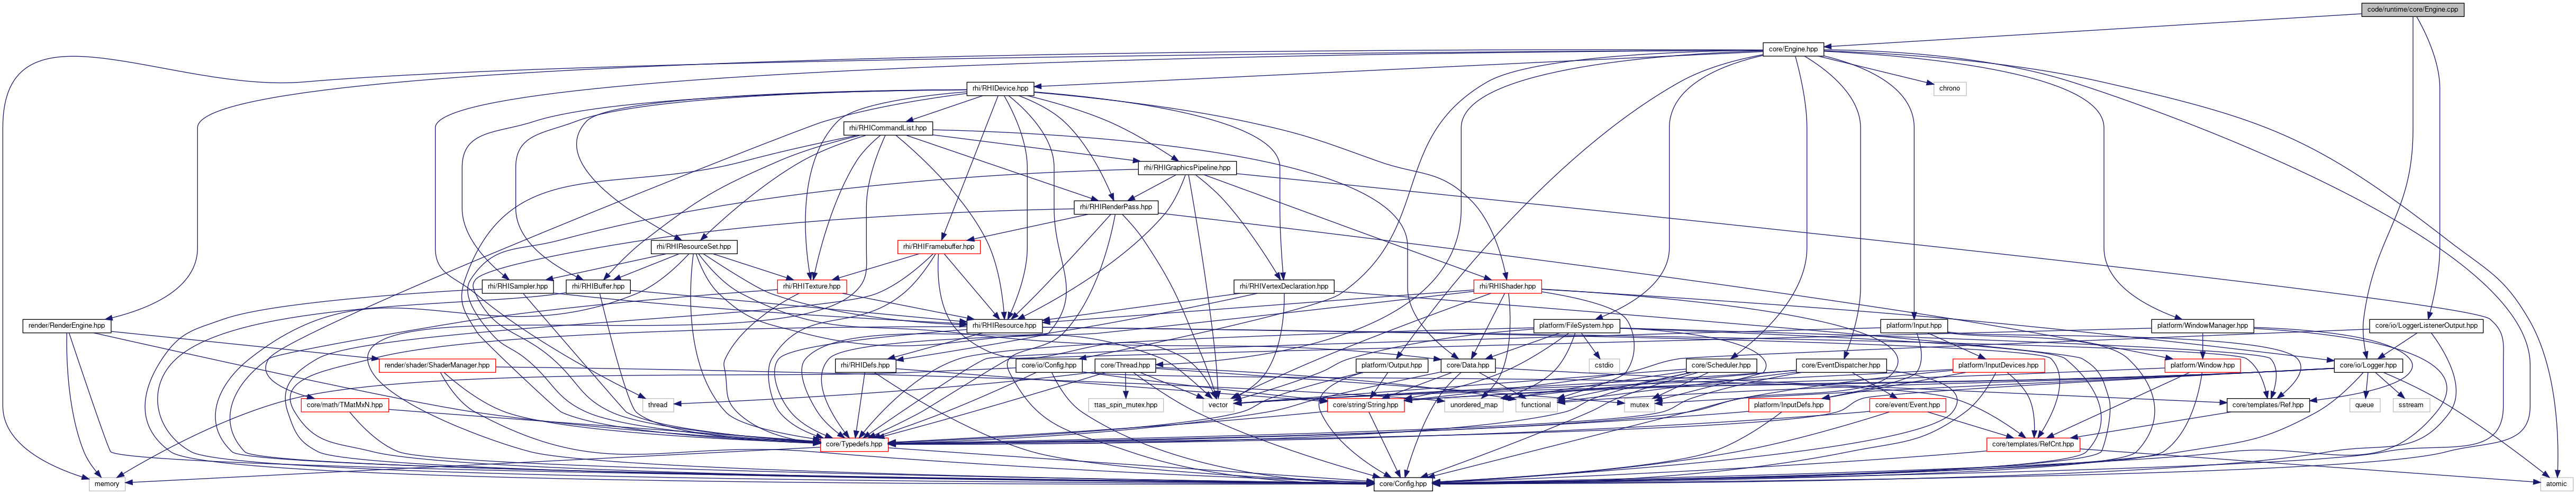 code/runtime/core/Engine.cpp
core/Engine.hpp
rhi/RHIDevice.hpp
chrono
rhi/RHICommandList.hpp
rhi/RHIGraphicsPipeline.hpp
rhi/RHIRenderPass.hpp
rhi/RHIResourceSet.hpp
rhi/RHIFramebuffer.hpp
rhi/RHISampler.hpp
rhi/RHIBuffer.hpp
rhi/RHITexture.hpp
rhi/RHIVertexDeclaration.hpp
rhi/RHIShader.hpp
render/RenderEngine.hpp
rhi/RHIResource.hpp
platform/FileSystem.hpp
platform/Input.hpp
platform/WindowManager.hpp
core/io/LoggerListenerOutput.hpp
render/shader/ShaderManager.hpp
rhi/RHIDefs.hpp
core/io/Config.hpp
core/Thread.hpp
platform/Output.hpp
core/Data.hpp
cstdio
core/Scheduler.hpp
core/EventDispatcher.hpp
platform/InputDevices.hpp
platform/Window.hpp
core/io/Logger.hpp
core/math/TMatMxN.hpp
thread
ttas_spin_mutex.hpp
vector
core/string/String.hpp
unordered_map
functional
mutex
platform/InputDefs.hpp
core/event/Event.hpp
core/templates/Ref.hpp
queue
sstream
core/Typedefs.hpp
core/templates/RefCnt.hpp
memory
core/Config.hpp
atomic